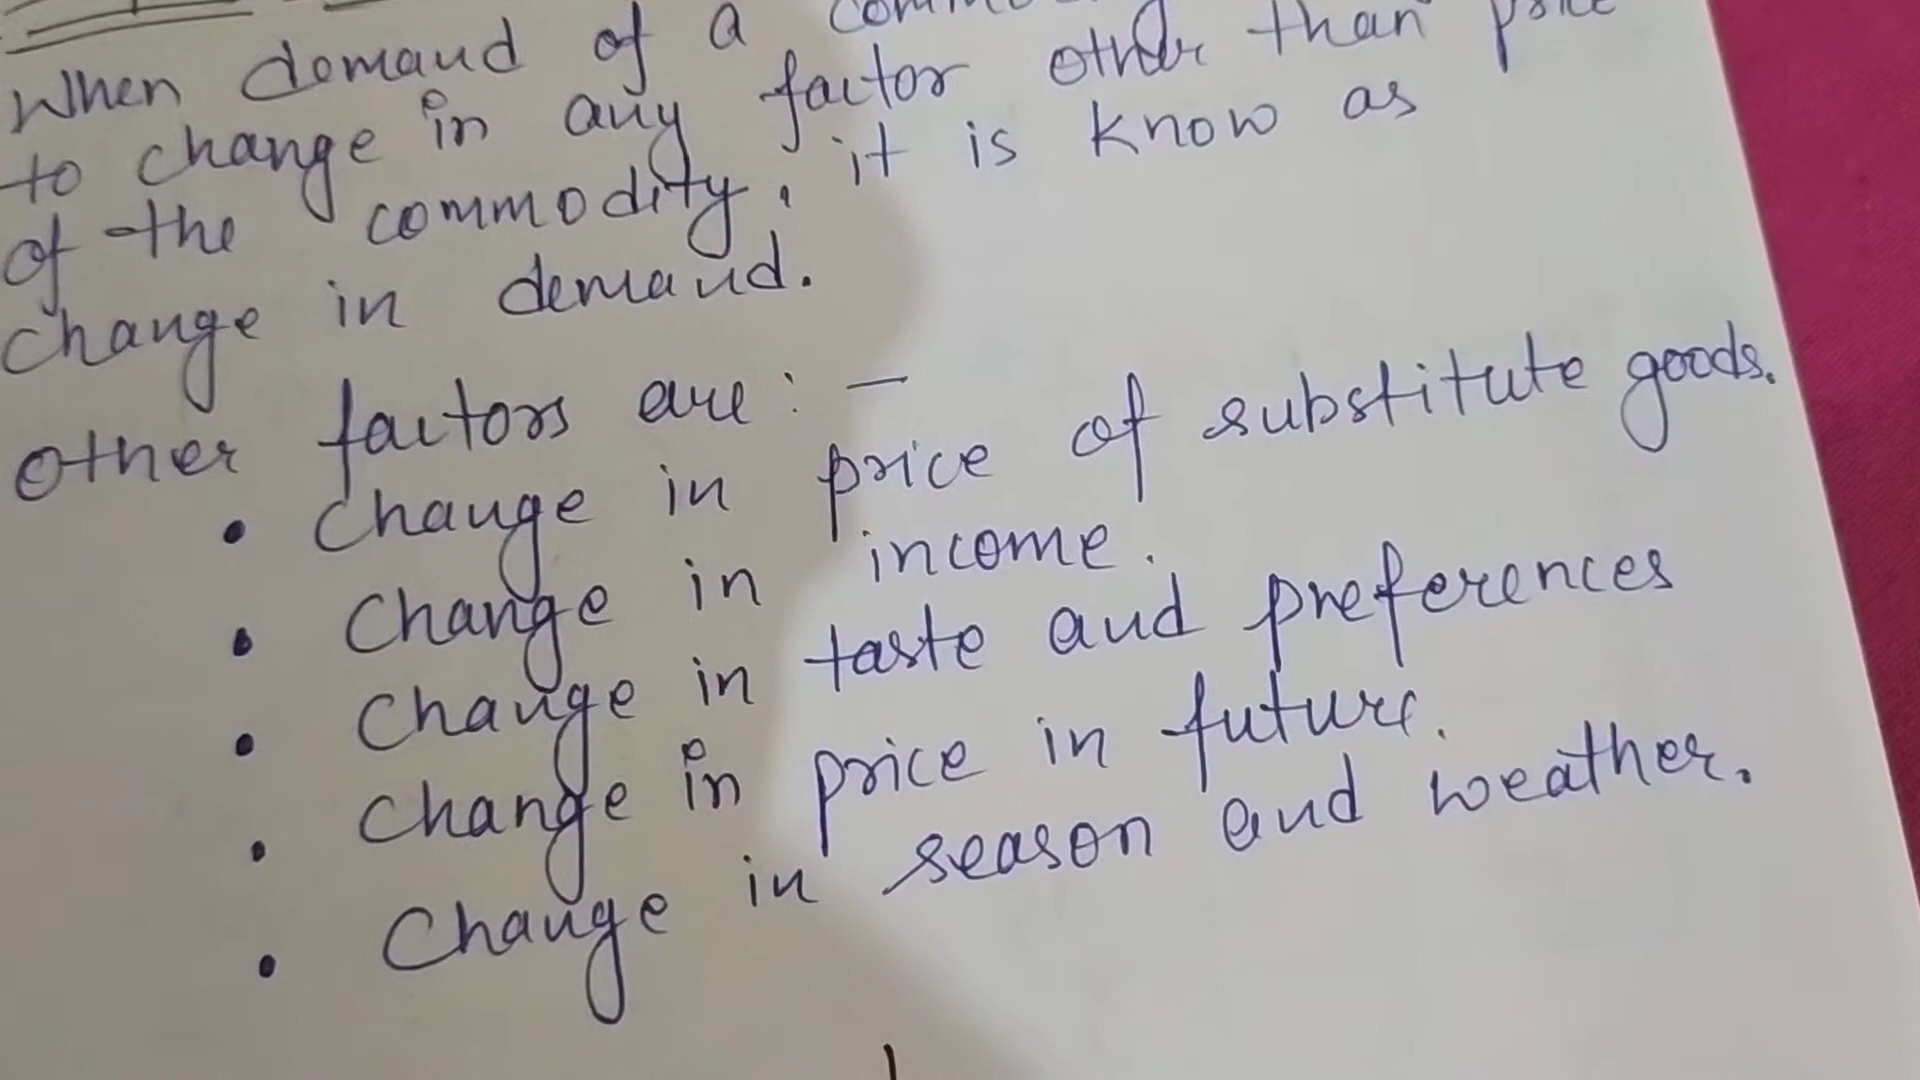 When demand of a
to change in any factor other than price
of the commodity, it is know as
change in demand.
Other factors are : —
• Change in price of substitute goods.
• Change in income.
• Change in taste and preferences
• Change in price in future.
• Change in season and weather.